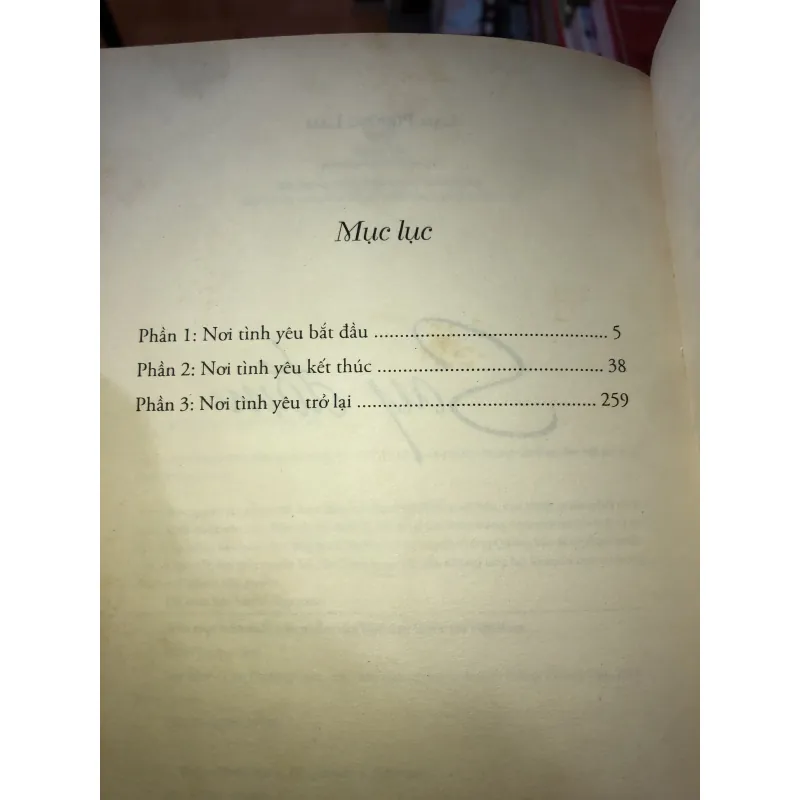 Mục lục
Phần 1: Nơi tình yêu bắt đầu .................................................. 5
Phần 2: Nơi tình yêu kết thúc ................................................ 38
Phần 3: Nơi tình yêu trở lại .................................................. 259